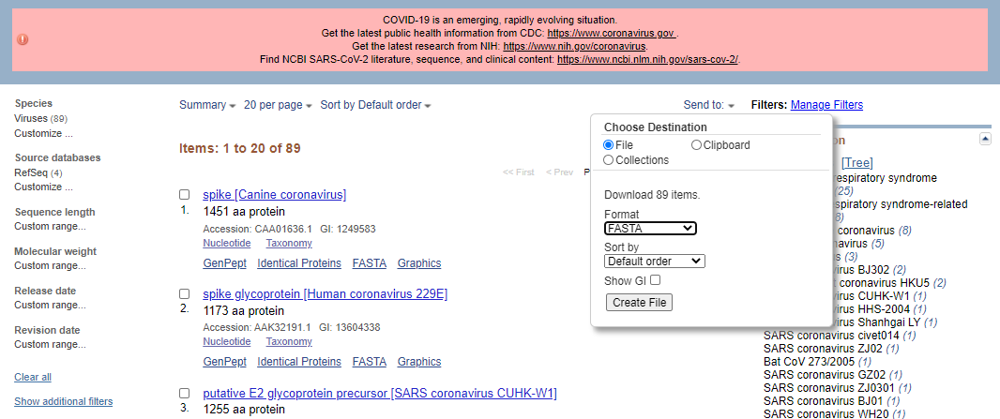 COVID-19 is an emerging, rapidly evolving situation.
Get the latest public health information from CDC: https://www.coronavirus.gov .
Get the latest research from NIH: https://www.nih.gov/coronavirus.
Find NCBI SARS-CoV-2 literature, sequence, and clinical content: https://www.ncbi.nlm.nih.gov/sars-cov-2/.
Species
Viruses (89)
Customize ...
Source databases
RefSeq (4)
Customize ...
Sequence length
Custom range...
Molecular weight
Custom range...
Release date
Custom range...
Revision date
Custom range...
Clear all
Show additional filters
Summary 20 per page Sort by Default order
Send to:
Items: 1 to 20 of 89
<< First < Prev P
spike [Canine coronavirus]
1. 1451 aa protein
Accession: CAA01636.1 GI: 1249583
Nucleotide Taxonomy
GenPept Identical Proteins FASTA Graphics
spike glycoprotein [Human coronavirus 229E]
2. 1173 aa protein
Accession: AAK32191.1 GI: 13604338
Nucleotide Taxonomy
GenPept Identical Proteins FASTA Graphics
putative E2 glycoprotein precursor [SARS coronavirus CUHK-W1]
3. 1255 aa protein
Choose Destination
File Clipboard
Collections
Download 89 items.
Format
FASTA
Sort by
Default order
Show GI
Create File
Filters: Manage Filters
on
[Tree]
espiratory syndrome
(25)
spiratory syndrome-related
8)
coronavirus (8)
navirus (5)
s (3)
virus BJ302 (2)
t coronavirus HKU5 (2)
virus CUHK-W1 (1)
virus HHS-2004 (1)
virus Shanhgai LY (1)
SARS coronavirus civet014 (1)
SARS coronavirus ZJ02 (1)
Bat CoV 273/2005 (1)
SARS coronavirus GZ02 (1)
SARS coronavirus ZJ0301 (1)
SARS coronavirus BJ01 (1)
SARS coronavirus WH20 (1)